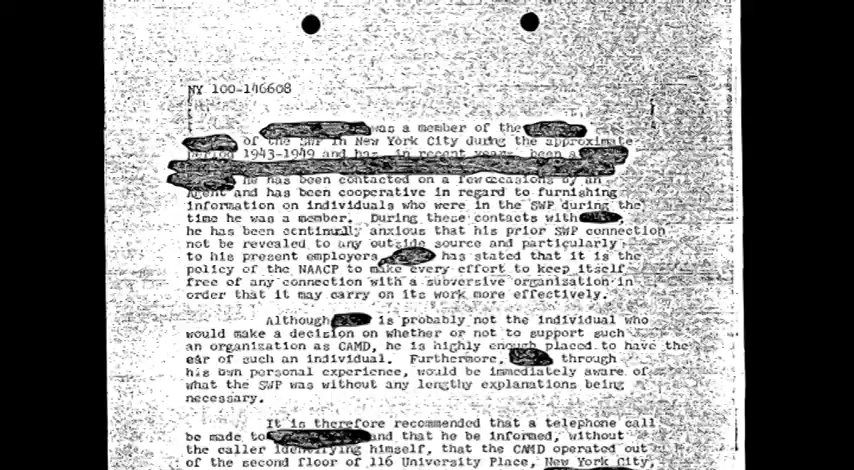 NY 100-146608
was a member of the
of the SWP in New York City during the approximate
period 1943-1949 and has, in recent years, been a
he has been contacted on a few occasions by an
Agent and has been cooperative in regard to furnishing
information on individuals who were in the SWP during the
time he was a member. During these contacts with
he has been continually anxious that his prior SWP connection
not be revealed to any outside source and particularly
to his present employers. has stated that it is the
policy of the NAACP to make every effort to keep itself
free of any connection with a subversive organization in
order that it may carry on its work more effectively.
Although is probably not the individual who
would make a decision on whether or not to support such
an organization as CAMD, he is highly enough placed to have the
ear of such an individual. Furthermore, through
his own personal experience, would be immediately aware of
what the SWP was without any lengthy explanations being
necessary.
It is therefore recommended that a telephone call
be made to and that he be informed, without
the caller identifying himself, that the CAMD operated out
of the second floor of 116 University Place, New York City,